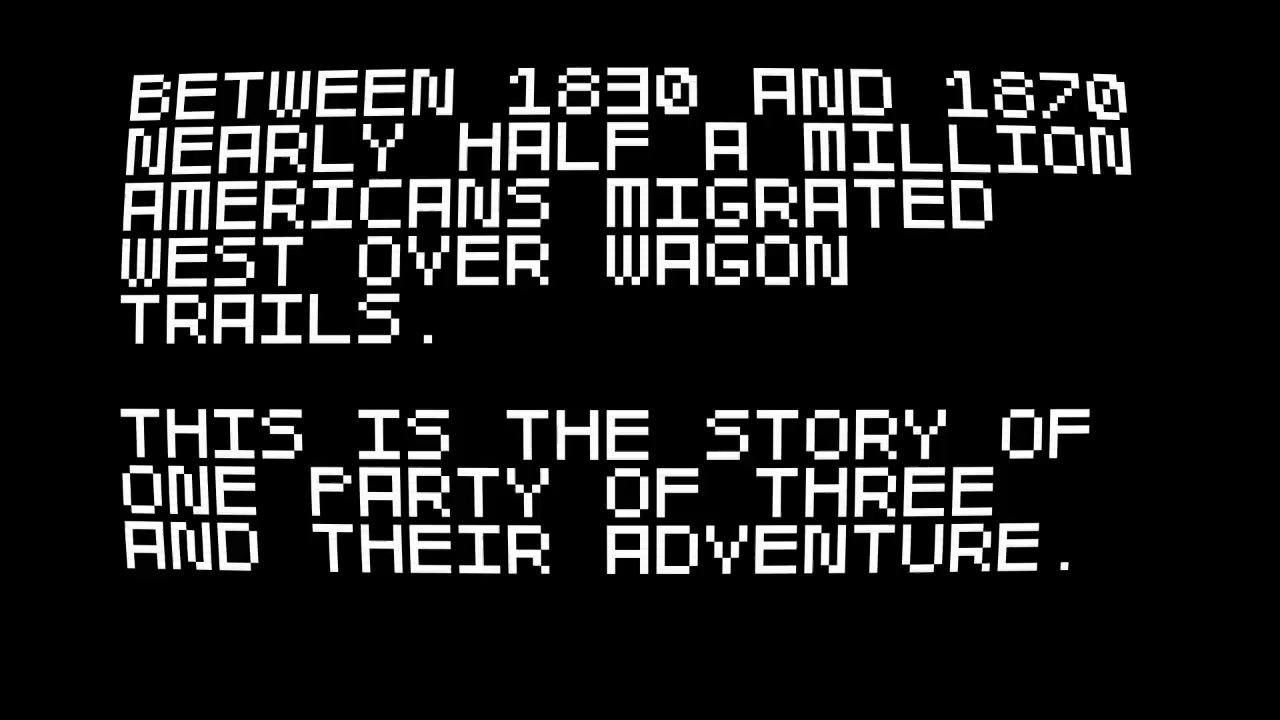 BETWEEN 1830 AND 1870
NEARLY HALF A MILLION
AMERICANS MIGRATED
WEST OVER WAGON
TRAILS.
THIS IS THE STORY OF
ONE PARTY OF THREE
AND THEIR ADVENTURE.